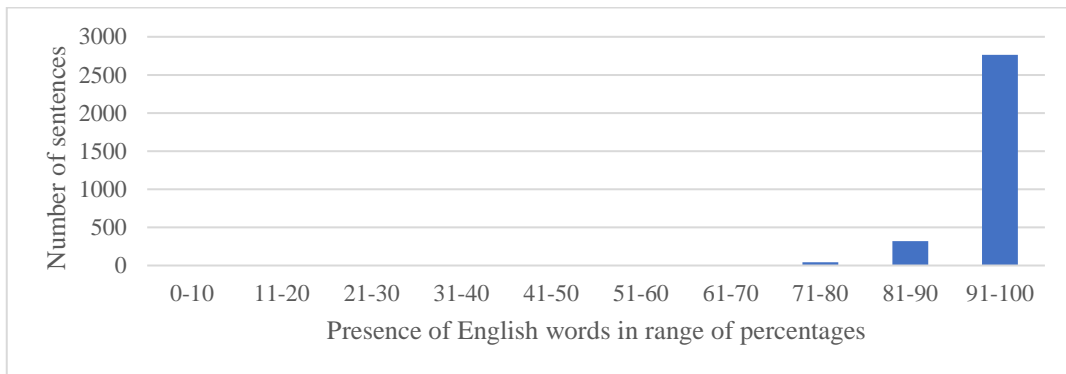 Number of sentences
3000
2500
2000
1500
1000
500
0
0-10 11-20 21-30 31-40 41-50 51-60 61-70 71-80 81-90 91-100
Presence of English words in range of percentages